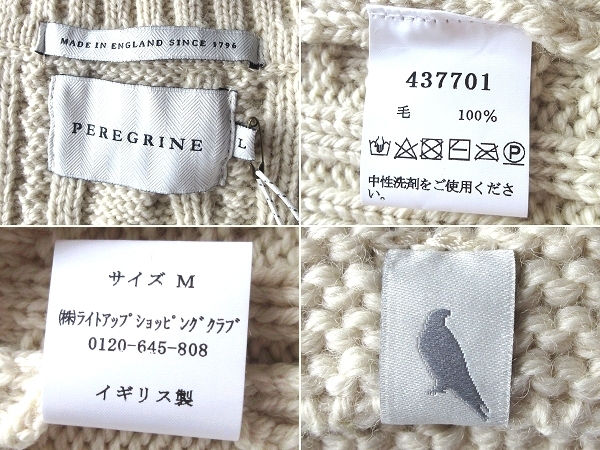 MADE IN ENGLAND SINCE 1796
PEREGRINE
L
437701
毛 100%
P
中性洗剤をご使用くださ
い。
サイズ M
㈱ライトアップショッピングクラブ
0120-645-808
イギリス製